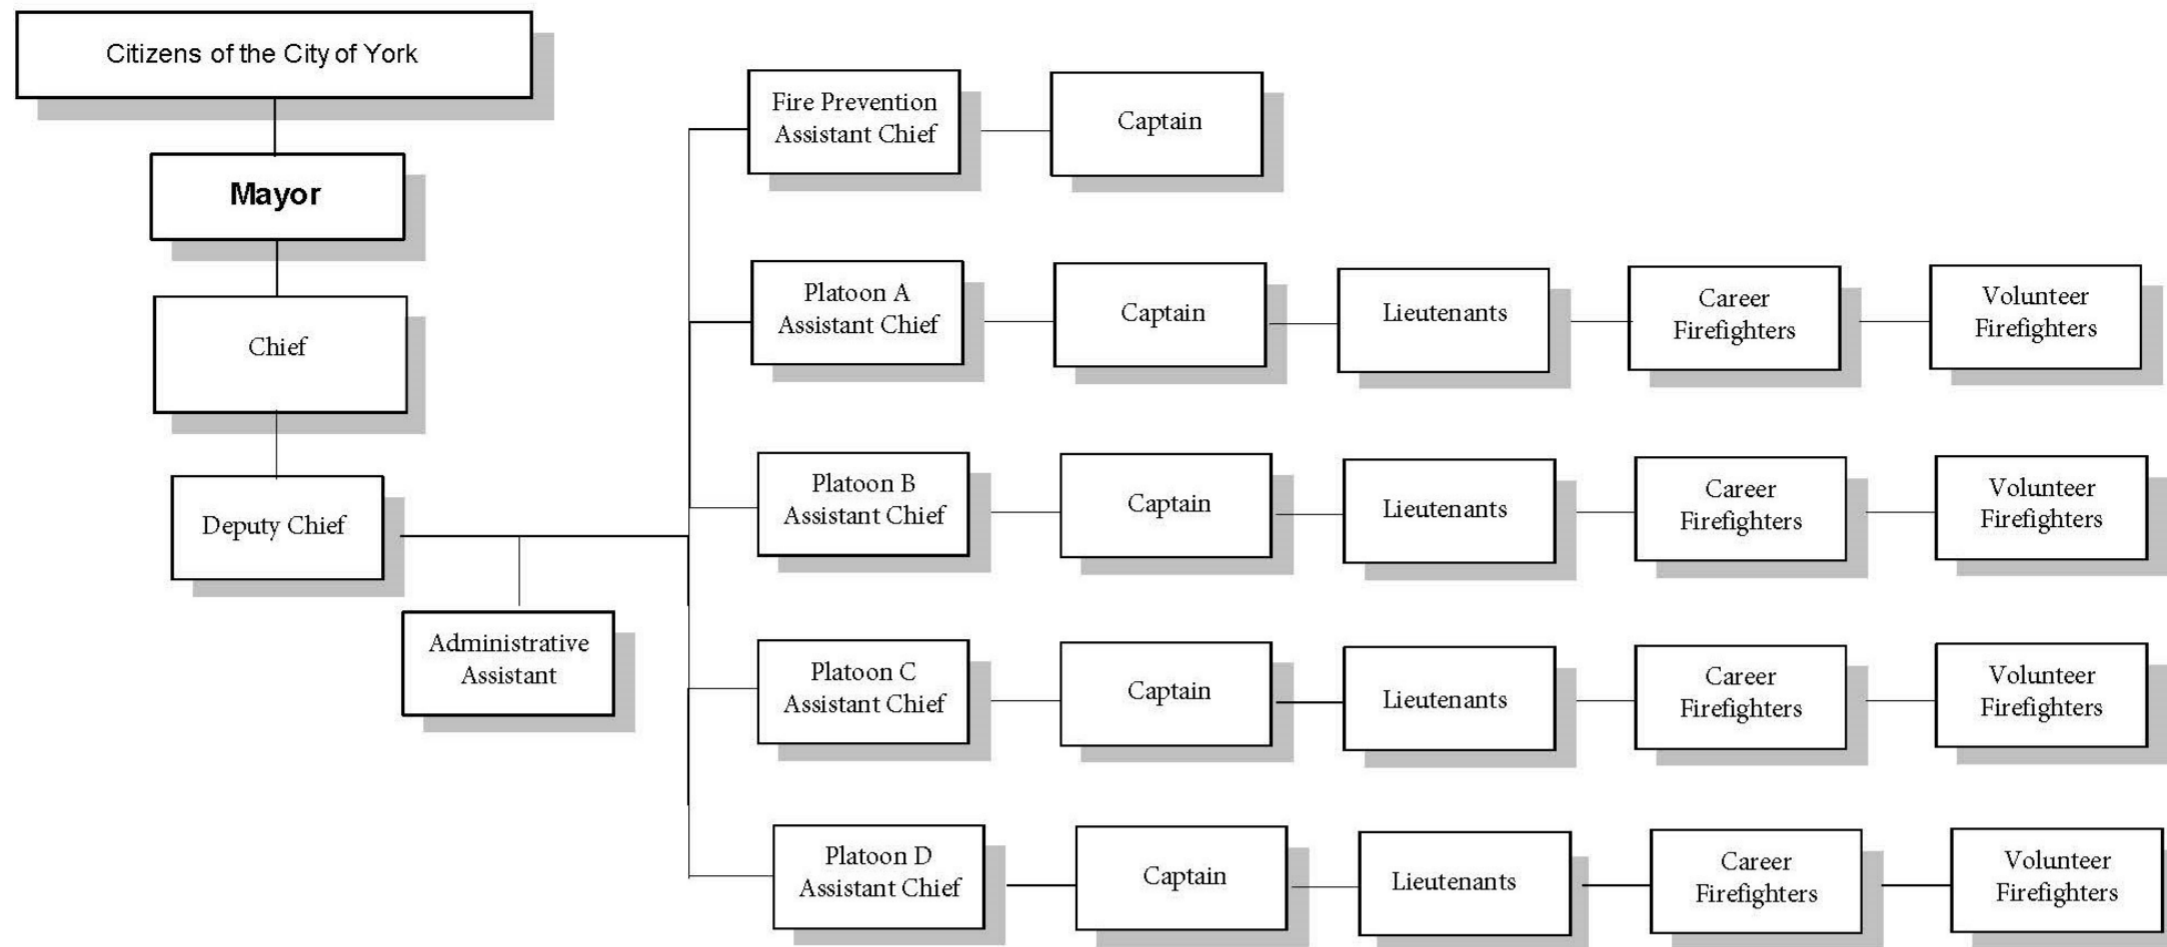 Citizens of the City of York
Mayor
Chief
Deputy Chief
Administrative
Assistant
Fire Prevention
Assistant Chief
Captain
Platoon A
Assistant Chief
Captain
Lieutenants
Career
Firefighters
Volunteer
Firefighters
Platoon B
Assistant Chief
Captain
Lieutenants
Career
Firefighters
Volunteer
Firefighters
Platoon C
Assistant Chief
Captain
Lieutenants
Career
Firefighters
Volunteer
Firefighters
Platoon D
Assistant Chief
Captain
Lieutenants
Career
Firefighters
Volunteer
Firefighters